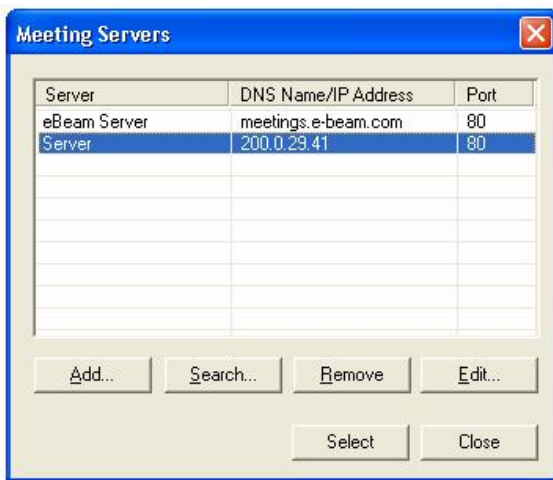 Meeting Servers
Server DNS Name/IP Address Port
eBeam Server meetings.e-beam.com 80
Server 200.0.29.41 80
Add... Search... Remove Edit...
Select Close